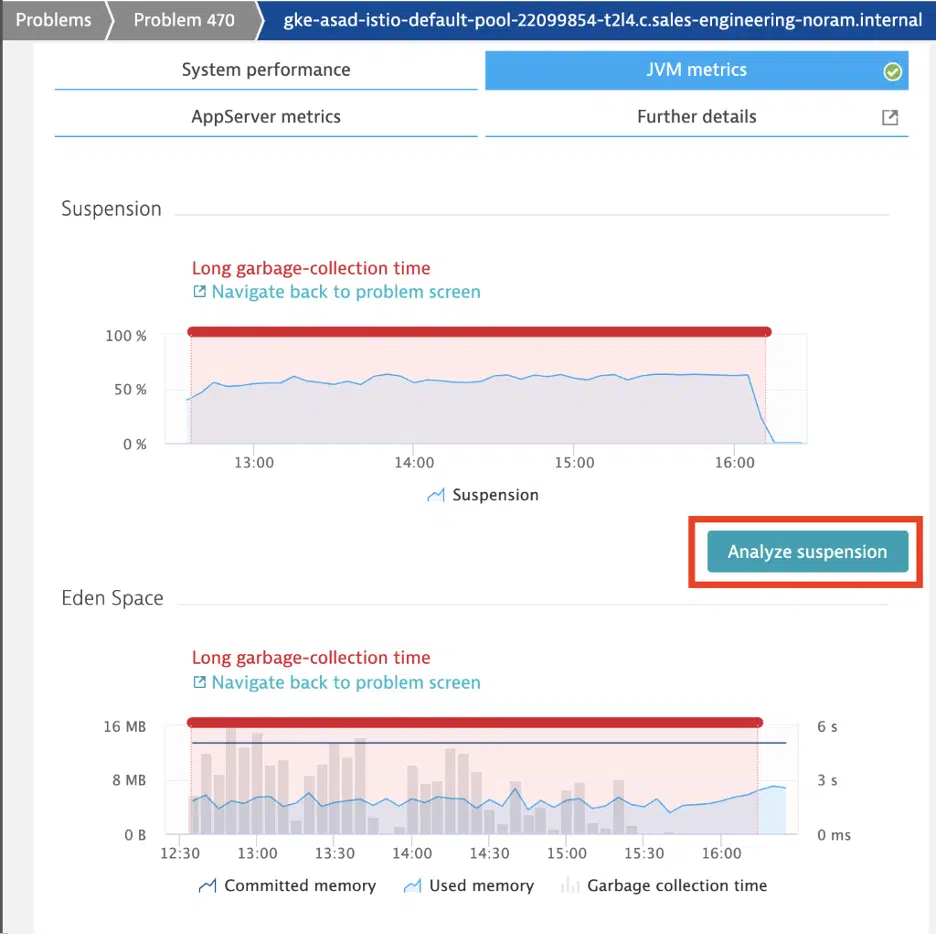 Problems Problem 470 gke-asad-istio-default-pool-22099854-t2l4.c.sales-engineering-noram.internal
System performance JVM metrics
AppServer metrics Further details
Suspension
Long garbage-collection time
Navigate back to problem screen
100 %
50 %
0 %
13:00 14:00 15:00 16:00
Suspension
Analyze suspension
Eden Space
Long garbage-collection time
Navigate back to problem screen
16 MB 6 s
8 MB 3 s
0 B 0 ms
12:30 13:00 13:30 14:00 14:30 15:00 15:30 16:00
Committed memory Used memory Garbage collection time